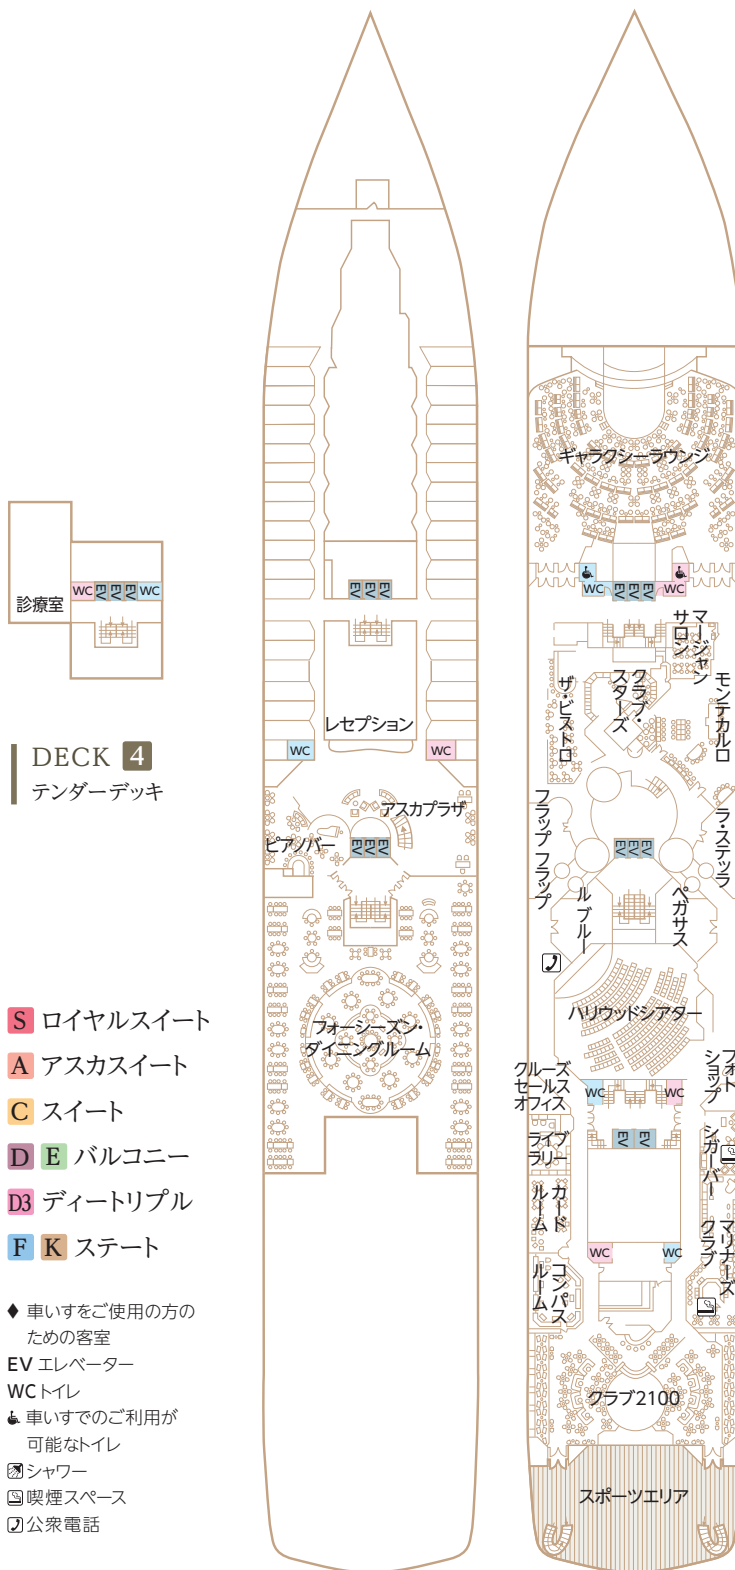 診療室
WC
EV
EV
EV
WC
DECK 4
テンダーデッキ
S ロイヤルスイート
A アスカスイート
C スイート
D E バルコニー
D3 ディートリプル
F K ステート
♦ 車いすをご使用の方の
ための客室
EV エレベーター
WC トイレ
車いすでのご利用が
可能なトイレ
シャワー
喫煙スペース
公衆電話
EV
EV
EV
レセプション
WC
WC
アスカプラザ
ピアノバー
EV
EV
EV
フォーシーズン・
ダイニングルーム
ギャラクシーラウンジ
WC
EV
EV
EV
WC
マージャン
サロン
クラブ・
スターズ
ザ・ビストロ
モンテカルロ
フラップ フラップ
EV
EV
EV
ラ・ステッラ
ル ブルー
ペガサス
ハリウッドシアター
クルーズ
セールス
オフィス
WC
WC
フォト
ショップ
EV
EV
ライブ
ラリー
シガーバー
カード
ルーム
マリナーズ
クラブ
WC
WC
コンパス
ルーム
クラブ2100
スポーツエリア